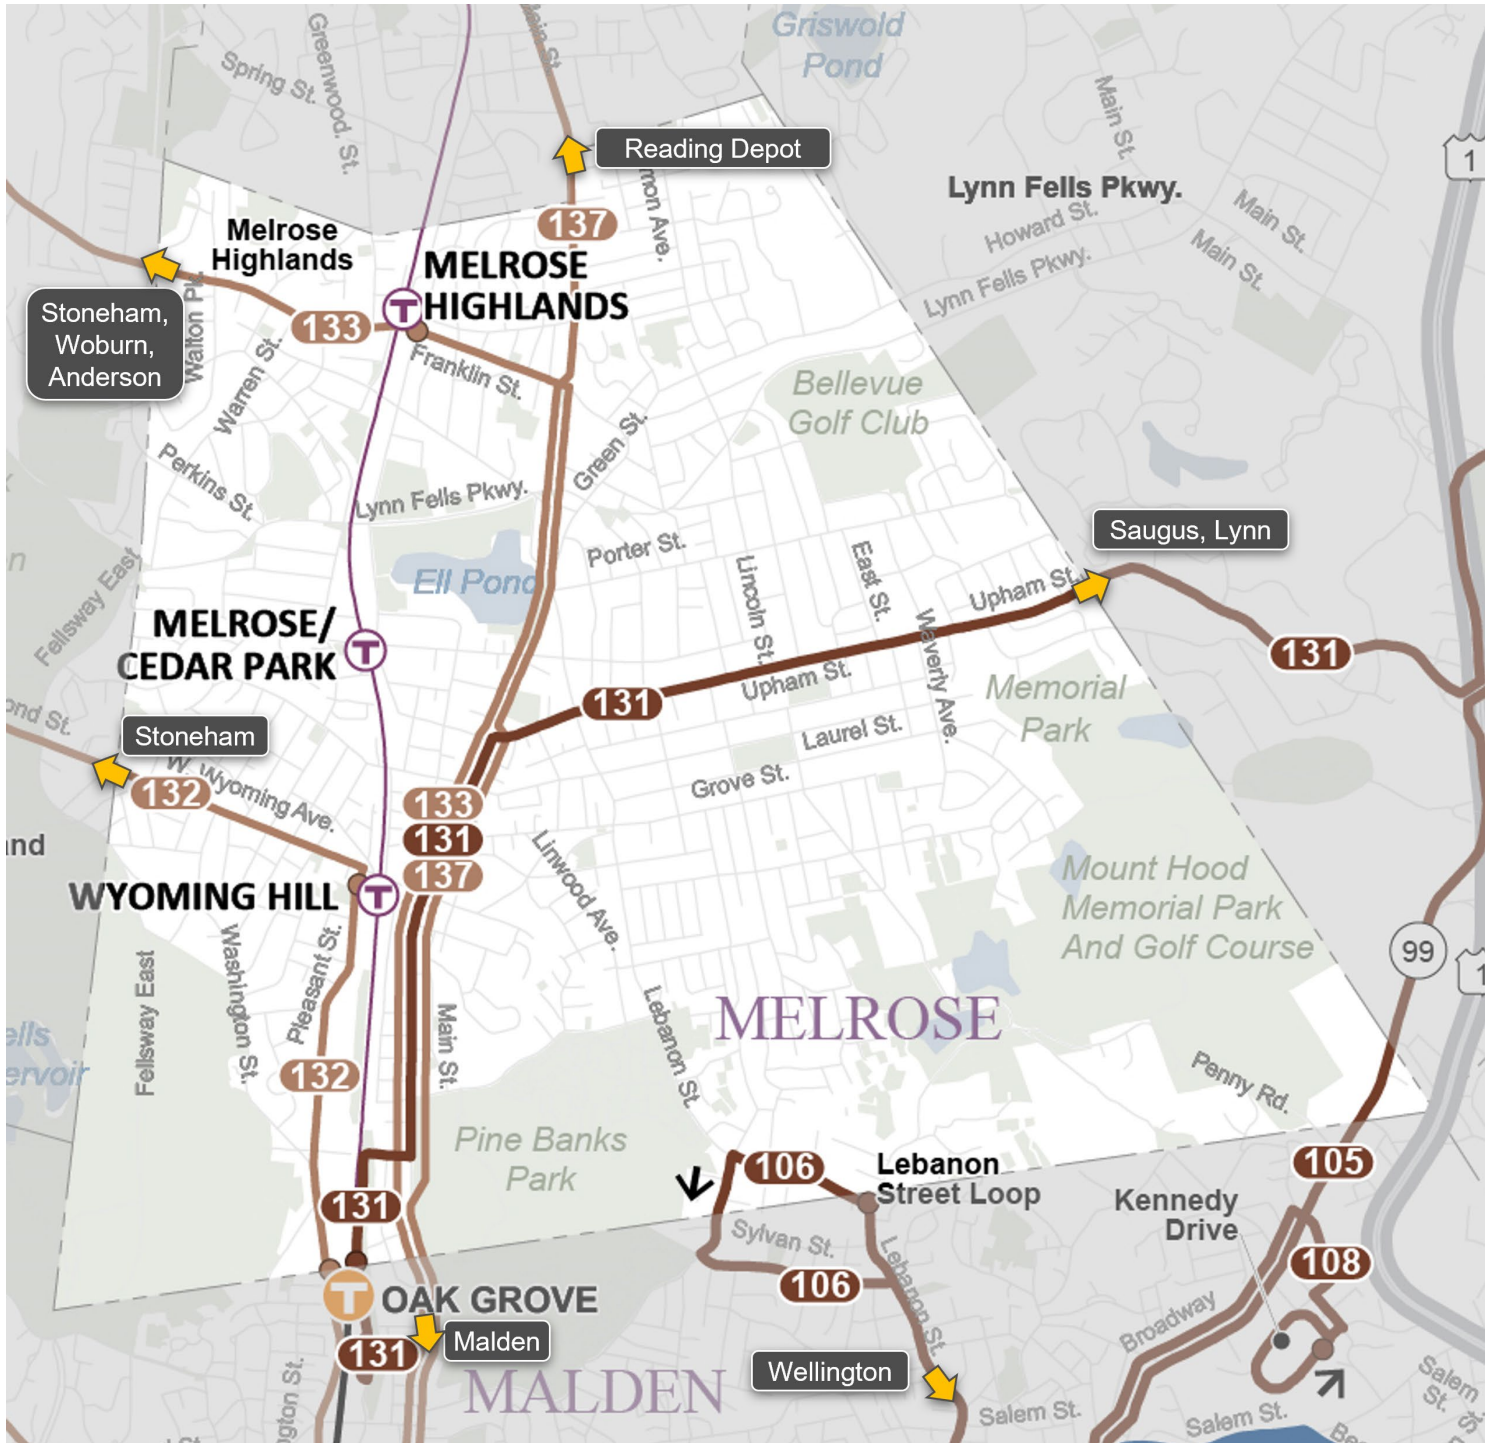 Griswold
Pond
Main St.
Greenwood. St.
Spring St.
Main St.
1
Reading Depot
Lynn Fells Pkwy.
Howard St.
Main St.
Main St.
Lynn Fells Pkwy.
137
Melrose
Highlands
MELROSE
HIGHLANDS
T
Stoneham,
Woburn,
Anderson
133
Walton Pk.
Warren St.
Franklin St.
Bellevue
Golf Club
Green St.
Perkins St.
Lynn Fells Pkwy.
Saugus, Lynn
Porter St.
Ell Pond
Lincoln St.
East St.
Upham St.
Fellsway East
MELROSE/
CEDAR PARK
T
Waverly Ave.
131
131
Upham St.
Memorial
Park
Laurel St.
Stoneham
132
W. Wyoming Ave.
Grove St.
133
131
137
Linwood Ave.
WYOMING HILL
T
Mount Hood
Memorial Park
And Golf Course
99
1
Fellsway East
Washington St.
Pleasant St.
Main St.
Lebanon St.
MELROSE
132
Penny Rd.
Pine Banks
Park
106
Lebanon
Street Loop
105
Kennedy
Drive
131
Sylvan St.
106
Lebanon St.
108
T
OAK GROVE
Broadway
131
Malden
MALDEN
Wellington
Salem St.
Salem St.
Salem
St.